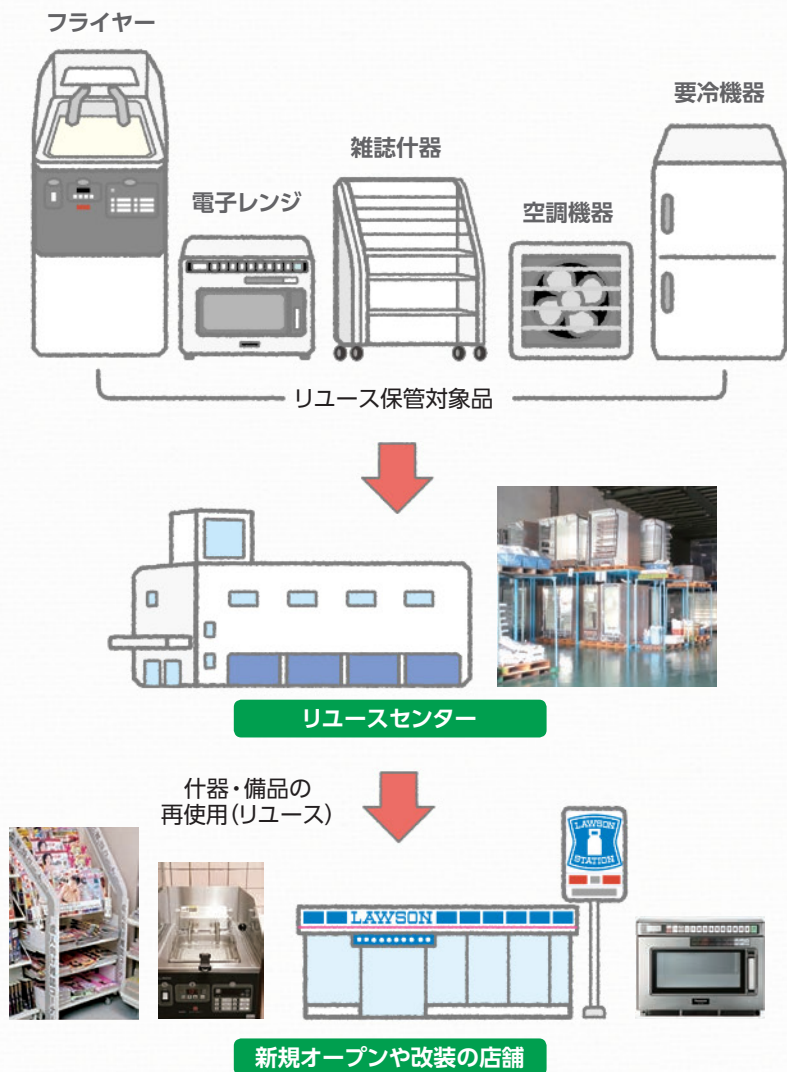 フライヤー
要冷機器
雑誌什器
電子レンジ
空調機器
リユース保管対象品
リユースセンター
什器・備品の
再使用(リユース)
LAWSON
STATION
LAWSON
新規オープンや改装の店舗